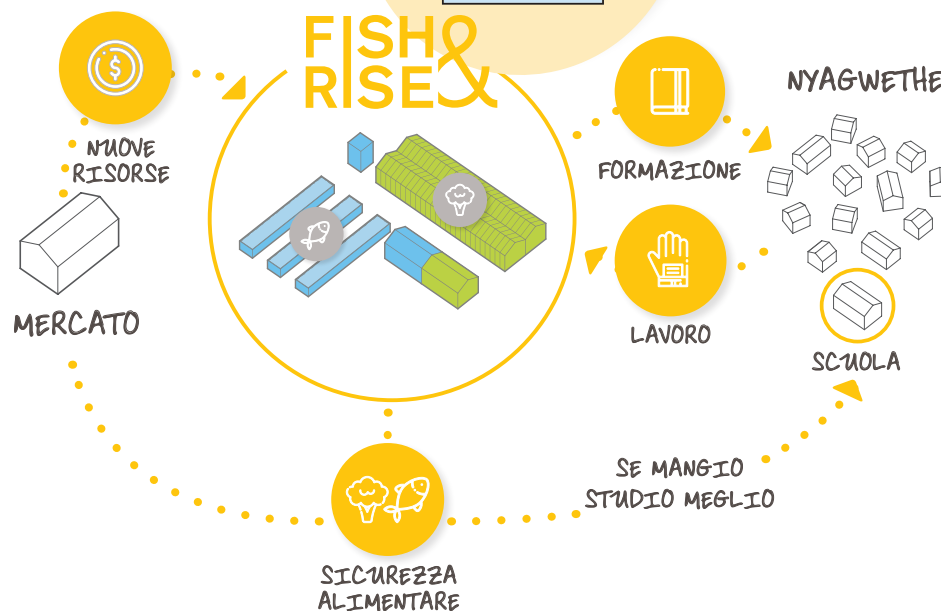 FISH &
RISE
NYAGWETHE
NUOVE
RISORSE
FORMAZIONE
MERCATO
LAVORO
SCUOLA
SE MANGIO
STUDIO MEGLIO
SICUREZZA
ALIMENTARE
$